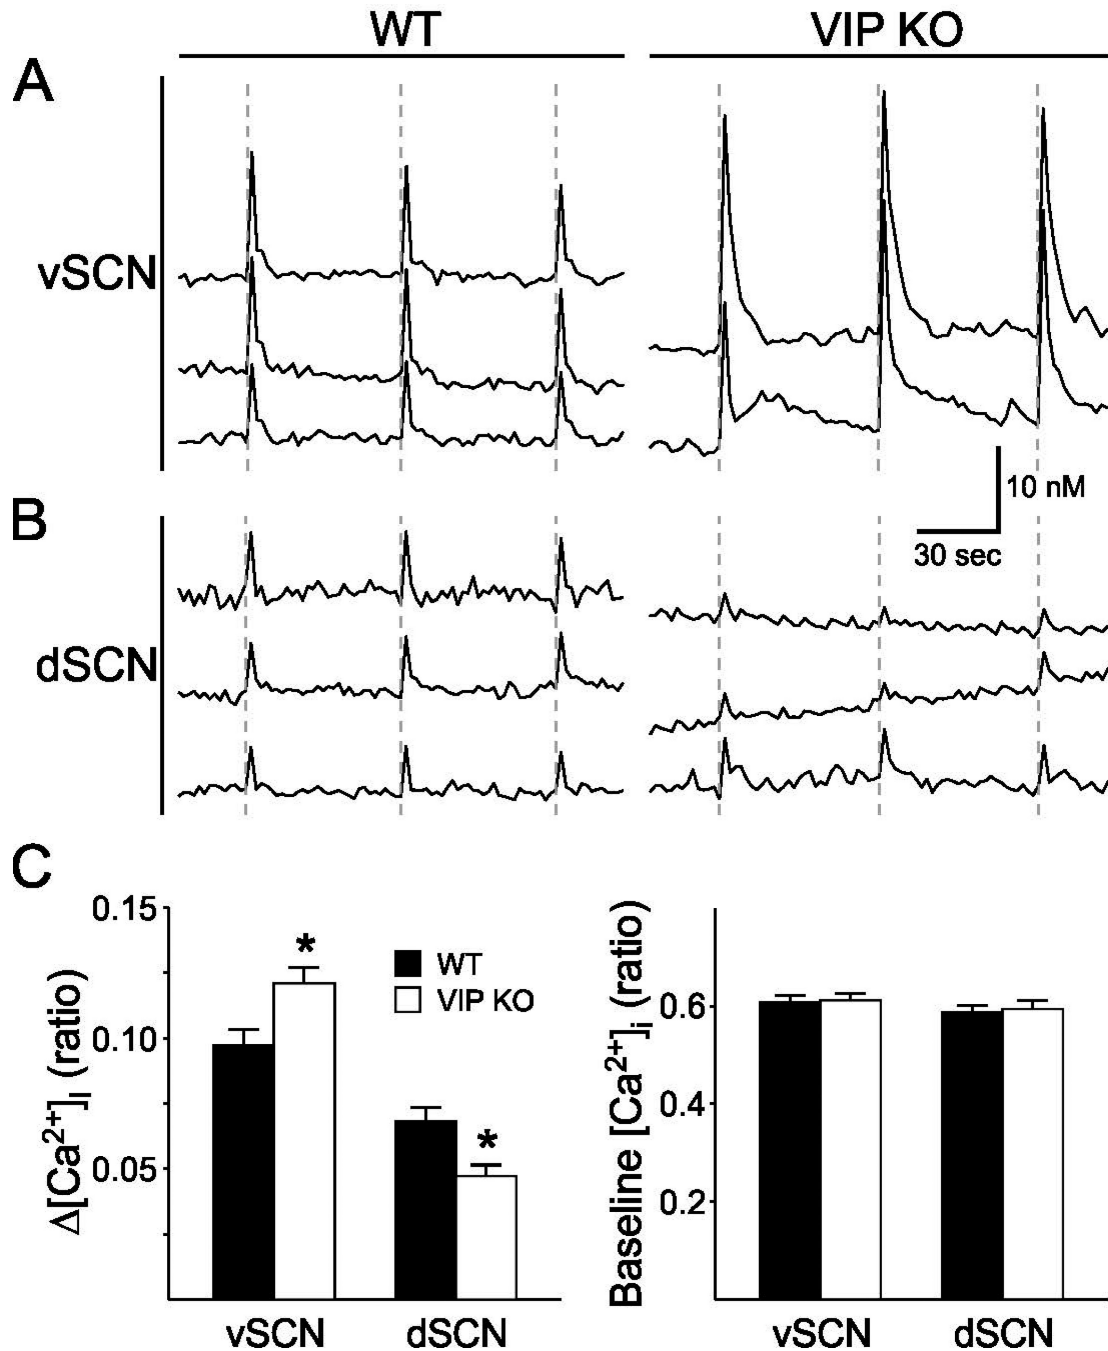 WT VIP KO
A
vSCN
10 nM
30 sec
B
dSCN
C
Δ[Ca²⁺]i (ratio)
0.15
0.10
0.05
*
*
WT
VIP KO
vSCN dSCN
Baseline [Ca²⁺]i (ratio)
0.6
0.4
0.2
vSCN dSCN